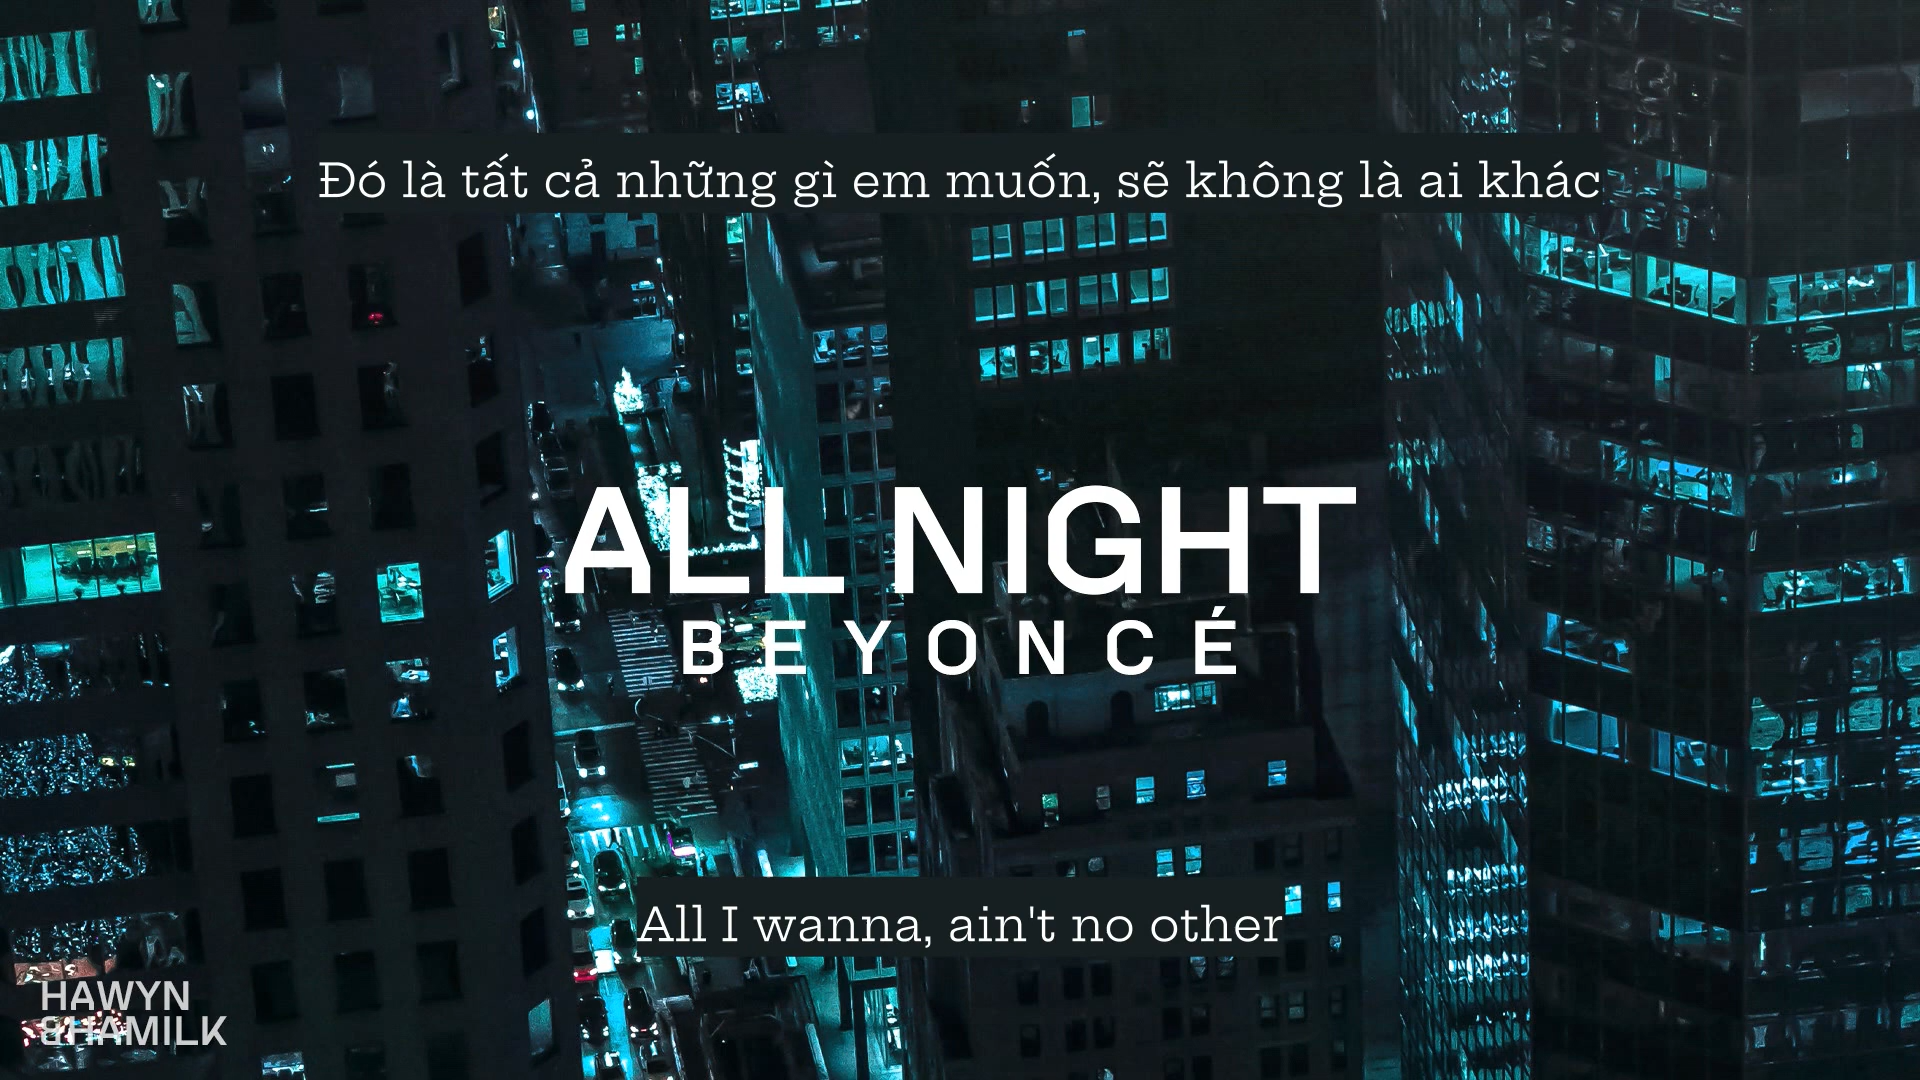 Đó là tất cả những gì em muốn, sẽ không là ai khác
ALL NIGHT
BEYONCÉ
All I wanna, ain't no other
HAWYN
&HAMILK